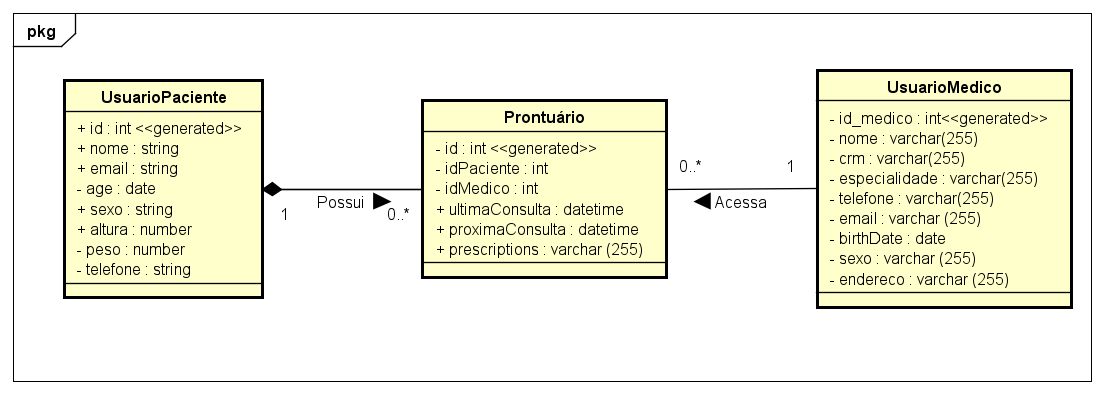 pkg
UsuarioPaciente
+ id : int <<generated>>
+ nome : string
+ email : string
- age : date
+ sexo : string
+ altura : number
- peso : number
- telefone : string
1
Possui
0..*
Prontuário
- id : int <<generated>>
- idPaciente : int
- idMedico : int
+ ultimaConsulta : datetime
+ proximaConsulta : datetime
+ prescriptions : varchar (255)
0..*
1
Acessa
UsuarioMedico
- id_medico : int<<generated>>
- nome : varchar(255)
- crm : varchar(255)
- especialidade : varchar(255)
- telefone : varchar(255)
- email : varchar (255)
- birthDate : date
- sexo : varchar (255)
- endereco : varchar (255)